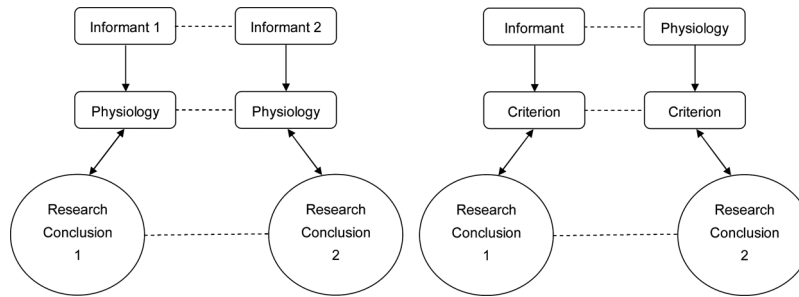 Informant 1
Informant 2
Physiology
Physiology
Research
Conclusion
1
Research
Conclusion
2
Informant
Physiology
Criterion
Criterion
Research
Conclusion
1
Research
Conclusion
2